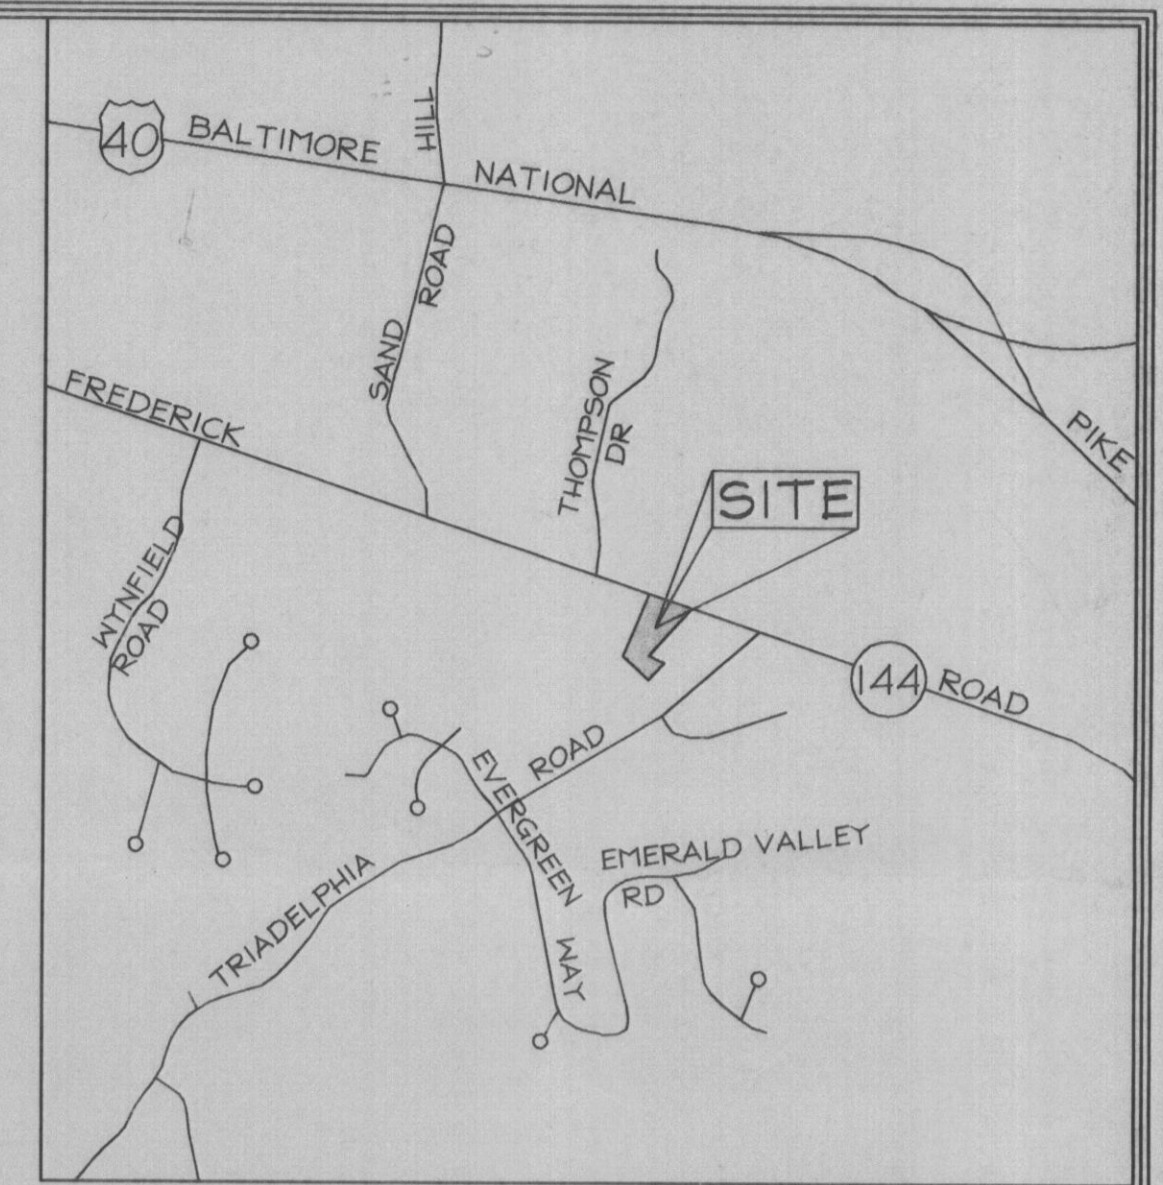 HILL
40
BALTIMORE
NATIONAL
SAND
ROAD
FREDERICK
THOMPSON
DR
PIKE
SITE
WYNFIELD
ROAD
144
ROAD
EVERGREEN
ROAD
EMERALD VALLEY
RD
TRIADELPHIA
WAY